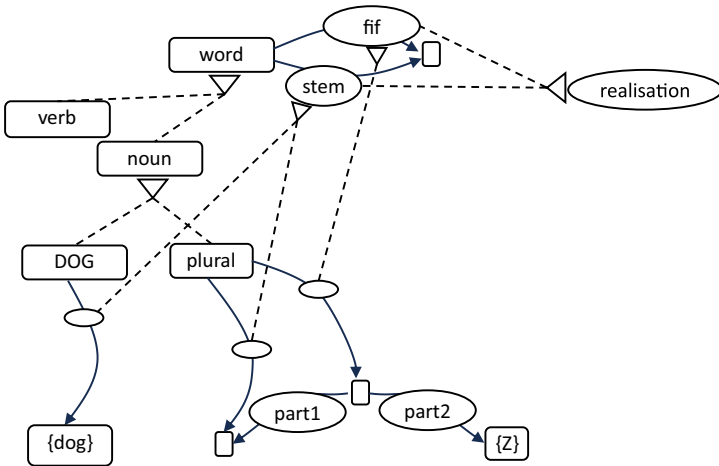 fif
word
stem
realisation
verb
noun
DOG
plural
part1
part2
{dog}
{Z}